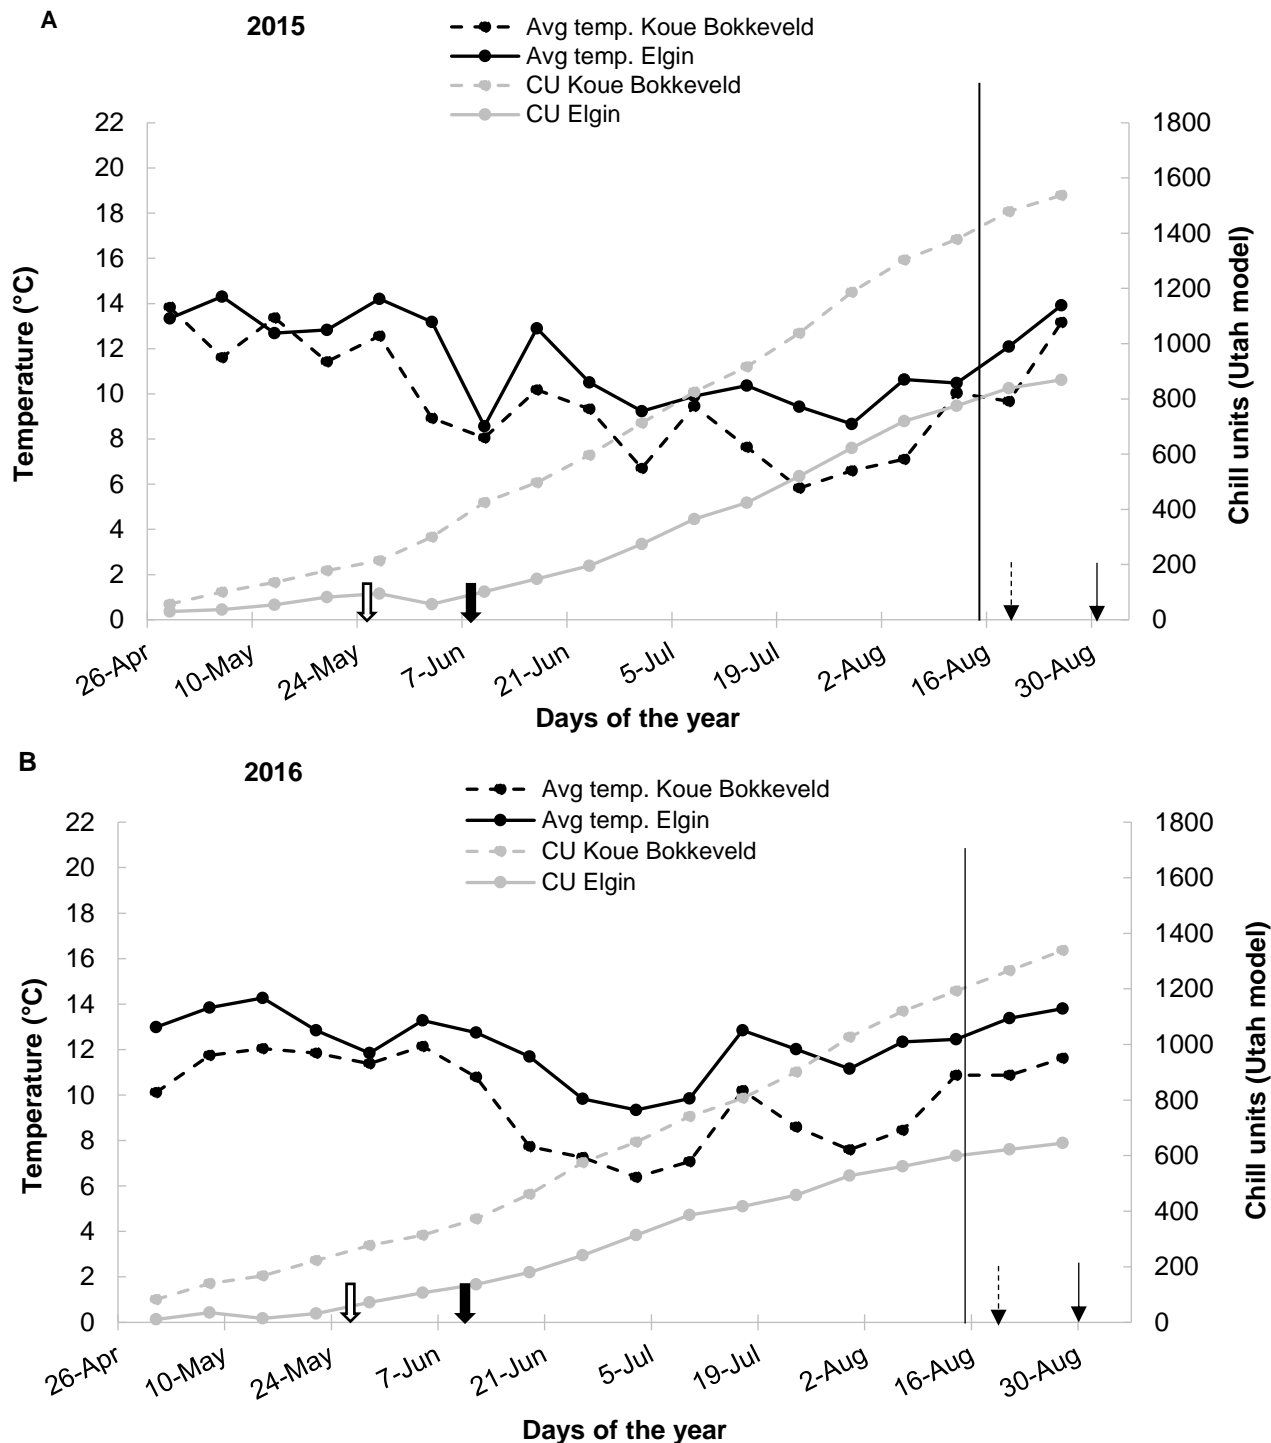 A
2015
Avg temp. Koue Bokkeveld
Avg temp. Elgin
CU Koue Bokkeveld
CU Elgin
22
20
18
16
14
12
10
8
6
4
2
0
Temperature (°C)
1800
1600
1400
1200
1000
800
600
400
200
0
Chill units (Utah model)
26-Apr
10-May
24-May
7-Jun
21-Jun
5-Jul
19-Jul
2-Aug
16-Aug
30-Aug
Days of the year
B
2016
Avg temp. Koue Bokkeveld
Avg temp. Elgin
CU Koue Bokkeveld
CU Elgin
22
20
18
16
14
12
10
8
6
4
2
0
Temperature (°C)
1800
1600
1400
1200
1000
800
600
400
200
0
Chill units (Utah model)
26-Apr
10-May
24-May
7-Jun
21-Jun
5-Jul
19-Jul
2-Aug
16-Aug
30-Aug
Days of the year